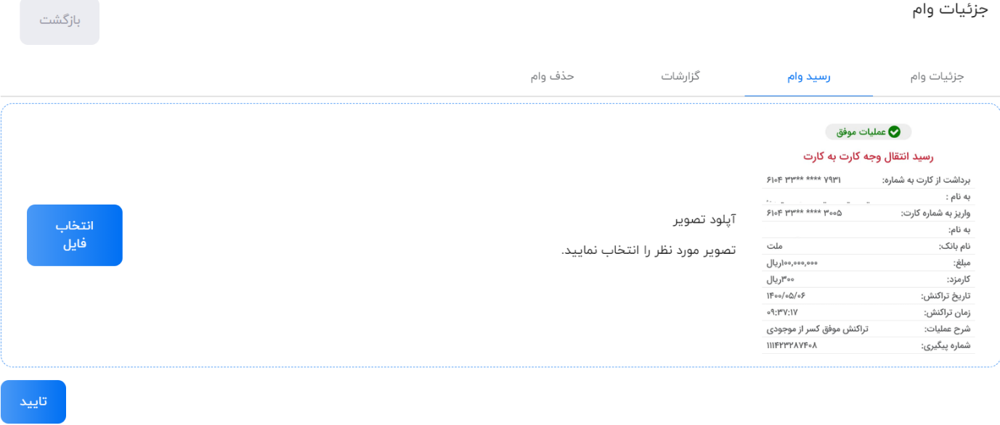 جزئیات وام
بازگشت
جزئیات وام
رسید وام
گزارشات
حذف وام
عملیات موفق
رسید انتقال وجه کارت به کارت
برداشت از کارت به شماره: ۶۱۰۴ ۳۳** **** ۷۹۳۱
به نام :
واریز به شماره کارت: ۶۱۰۴ ۳۳** **** ۳۰۰۵
به نام:
نام بانک: ملت
مبلغ: ۱۰۰,۰۰۰,۰۰۰ریال
کارمزد: ۳۰۰ریال
تاریخ تراکنش: ۱۴۰۰/۰۵/۰۶
زمان تراکنش: ۰۹:۳۷:۱۷
شرح عملیات: تراکنش موفق کسر از موجودی
شماره پیگیری: ۱۱۱۴۲۳۲۸۷۴۰۸
آپلود تصویر
تصویر مورد نظر را انتخاب نمایید.
انتخاب
فایل
تایید